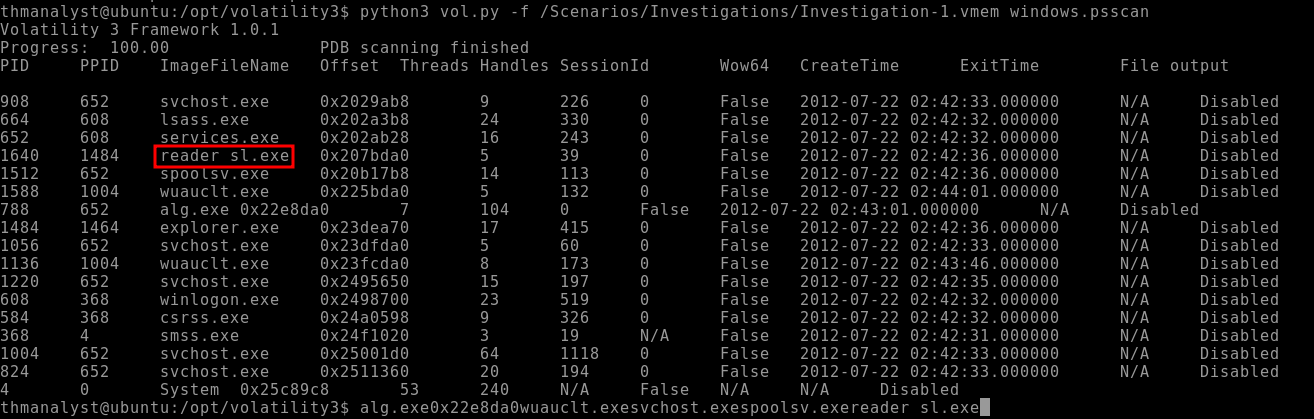 thmanalyst@ubuntu:/opt/volatility3$ python3 vol.py -f /Scenarios/Investigations/Investigation-1.vmem windows.psscan
Volatility 3 Framework 1.0.1
Progress:  100.00               PDB scanning finished
PID     PPID    ImageFileName   Offset  Threads Handles SessionId       Wow64   CreateTime      ExitTime        File output

908     652     svchost.exe     0x2029ab8       9       226     0       False   2012-07-22 02:42:33.000000      N/A     Disabled
664     608     lsass.exe       0x202a3b8       24      330     0       False   2012-07-22 02:42:32.000000      N/A     Disabled
652     608     services.exe    0x202ab28       16      243     0       False   2012-07-22 02:42:32.000000      N/A     Disabled
1640    1484    reader sl.exe   0x207bda0       5       39      0       False   2012-07-22 02:42:36.000000      N/A     Disabled
1512    652     spoolsv.exe     0x20b17b8       14      113     0       False   2012-07-22 02:42:36.000000      N/A     Disabled
1588    1004    wuauclt.exe     0x225bda0       5       132     0       False   2012-07-22 02:44:01.000000      N/A     Disabled
788     652     alg.exe 0x22e8da0       7       104     0       False   2012-07-22 02:43:01.000000      N/A     Disabled
1484    1464    explorer.exe    0x23dea70       17      415     0       False   2012-07-22 02:42:36.000000      N/A     Disabled
1056    652     svchost.exe     0x23dfda0       5       60      0       False   2012-07-22 02:42:33.000000      N/A     Disabled
1136    1004    wuauclt.exe     0x23fcda0       8       173     0       False   2012-07-22 02:43:46.000000      N/A     Disabled
1220    652     svchost.exe     0x2495650       15      197     0       False   2012-07-22 02:42:35.000000      N/A     Disabled
608     368     winlogon.exe    0x2498700       23      519     0       False   2012-07-22 02:42:32.000000      N/A     Disabled
584     368     csrss.exe       0x24a0598       9       326     0       False   2012-07-22 02:42:32.000000      N/A     Disabled
368     4       smss.exe        0x24f1020       3       19      N/A     False   2012-07-22 02:42:31.000000      N/A     Disabled
1004    652     svchost.exe     0x25001d0       64      1118    0       False   2012-07-22 02:42:33.000000      N/A     Disabled
824     652     svchost.exe     0x2511360       20      194     0       False   2012-07-22 02:42:33.000000      N/A     Disabled
4       0       System  0x25c89c8       53      240     N/A     False   N/A     N/A     Disabled
thmanalyst@ubuntu:/opt/volatility3$ alg.exe0x22e8da0wuauclt.exesvchost.exespoolsv.exereader sl.exe